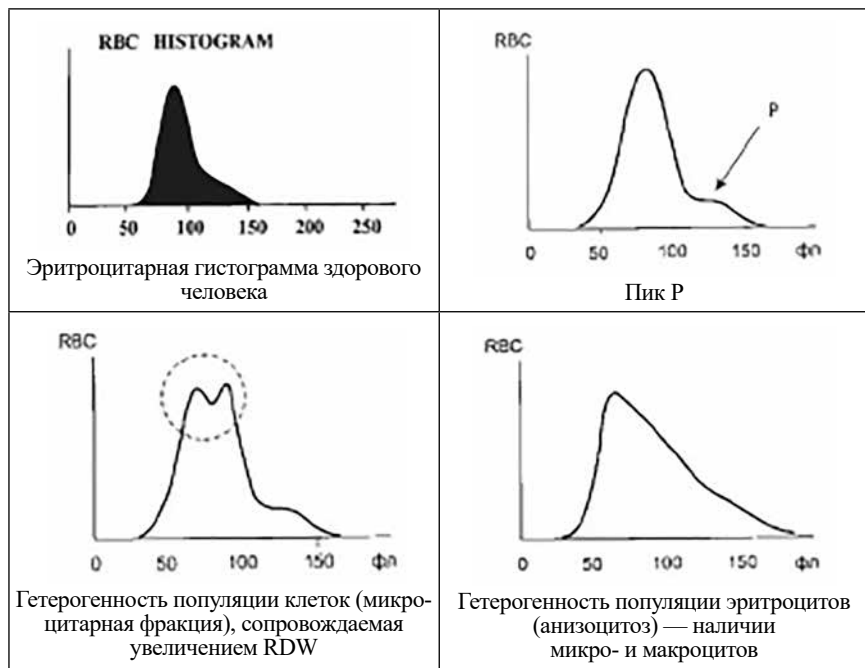 RBC HISTOGRAM
0 50 100 150 200 250
Эритроцитарная гистограмма здорового
человека
RBC
P
0 50 100 150 фл
Пик Р
RBC
0 50 100 150 фл
Гетерогенность популяции клеток (микро-
цитарная фракция), сопровождаемая
увеличением RDW
RBC
0 50 100 150 фл
Гетерогенность популяции эритроцитов
(анизоцитоз) — наличии
микро- и макроцитов